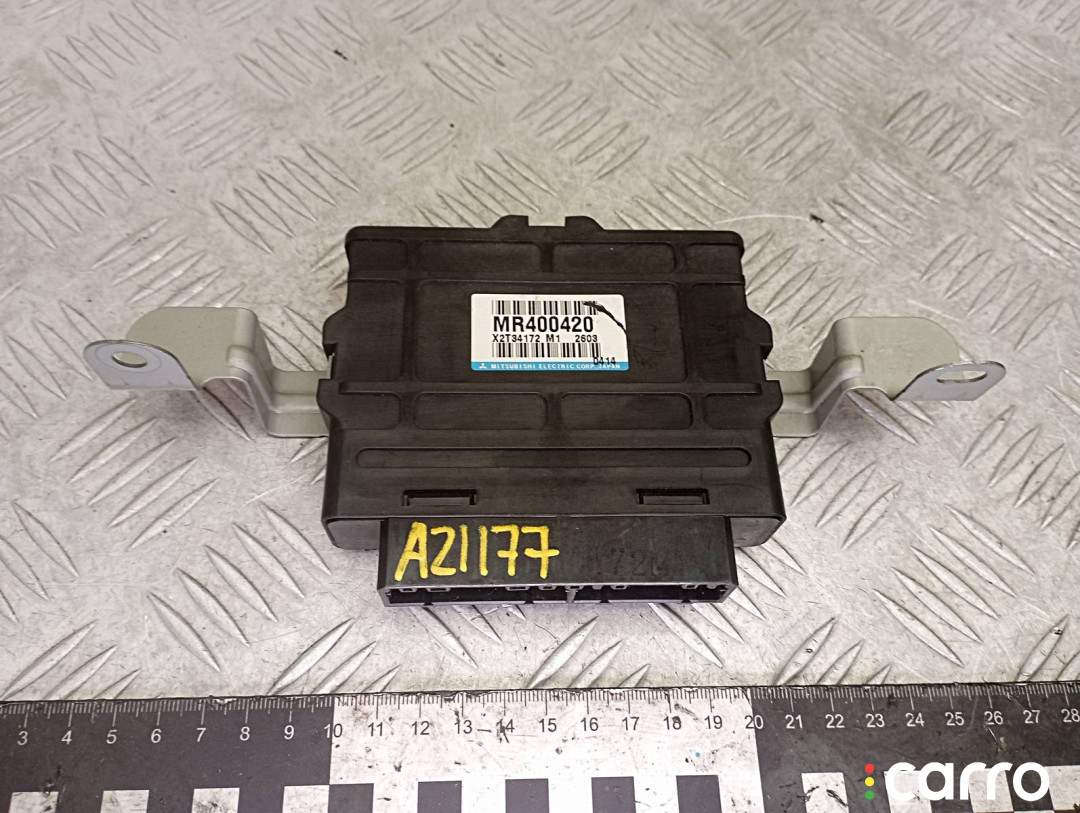 MR400420
X2T34172 M1 2603
0414
MITSUBISHI ELECTRIC CORP. JAPAN
A21177
3 4 5 6 7 8 9 10 11 12 13 14 15 16 17 18 19 20 21 22 23 24 25 26 27 28
carro